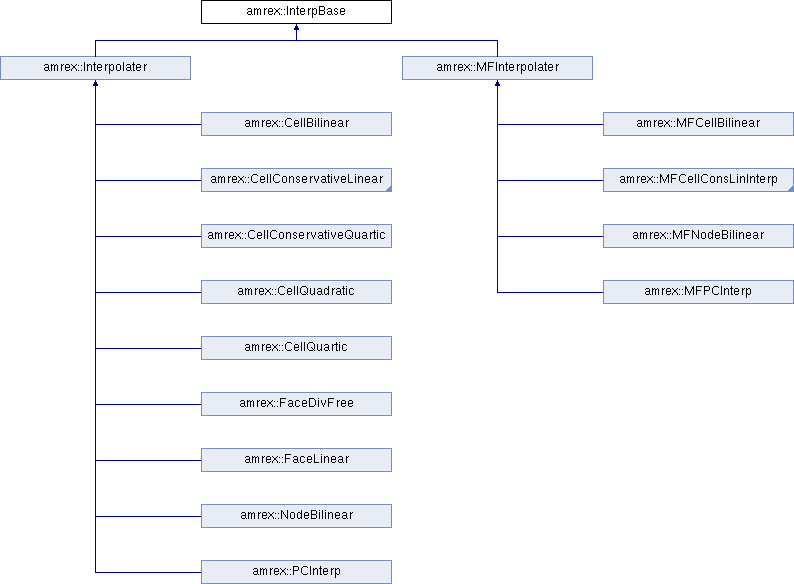 amrex::InterpBase
amrex::Interpolater
amrex::MFInterpolater
amrex::CellBilinear
amrex::MFCellBilinear
amrex::CellConservativeLinear
amrex::MFCellConsLinInterp
amrex::CellConservativeQuartic
amrex::MFNodeBilinear
amrex::CellQuadratic
amrex::MFPCInterp
amrex::CellQuartic
amrex::FaceDivFree
amrex::FaceLinear
amrex::NodeBilinear
amrex::PCInterp